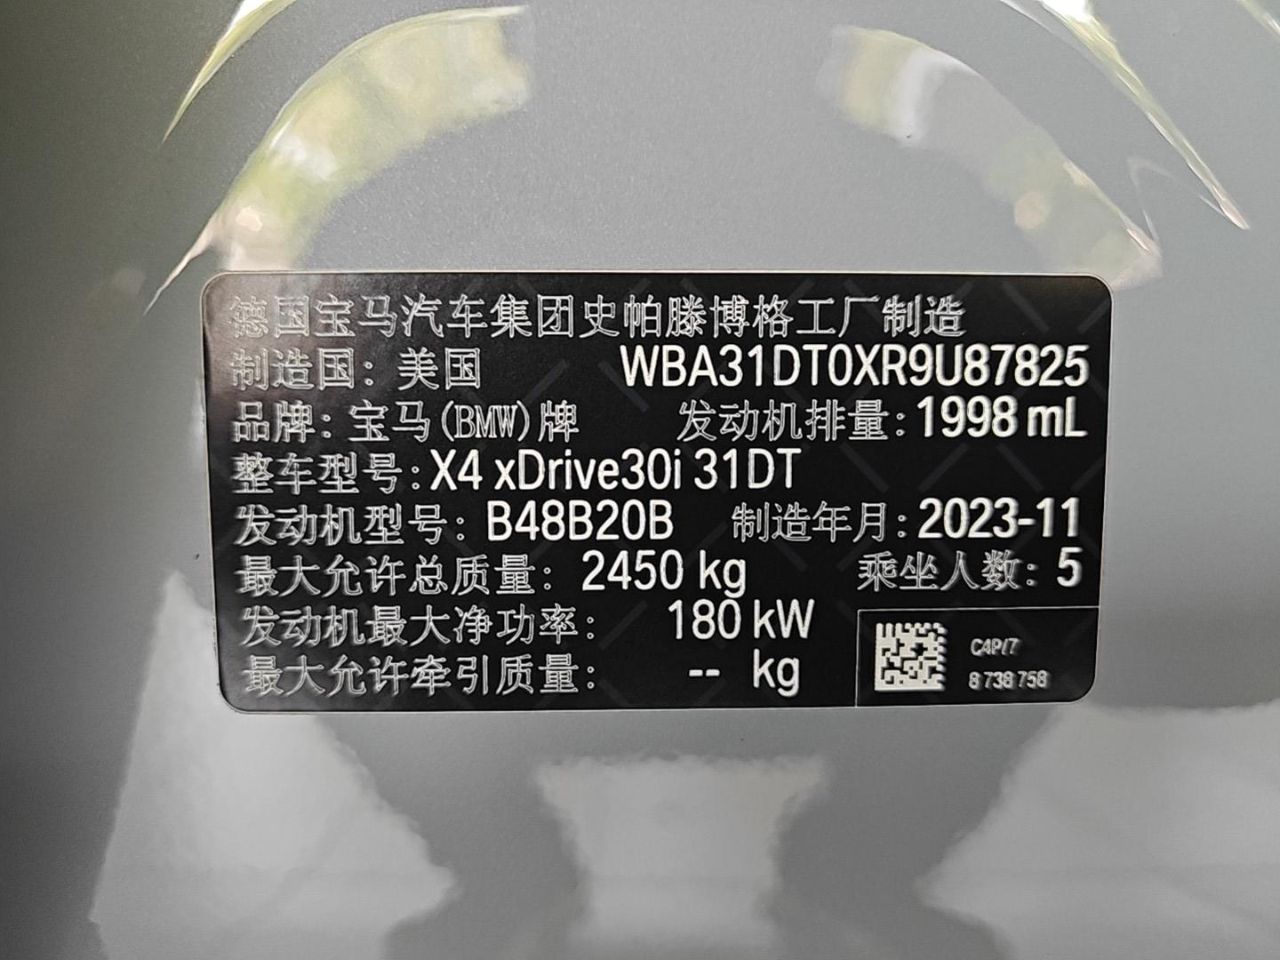 德国宝马汽车集团史帕滕博格工厂制造
制造国：美国 WBA31DT0XR9U87825
品牌：宝马(BMW)牌 发动机排量：1998 mL
整车型号：X4 xDrive30i 31DT
发动机型号：B48B20B 制造年月：2023-11
最大允许总质量：2450 kg 乘坐人数：5
发动机最大净功率：180 kW
最大允许牵引质量：-- kg
C4P/7
8 738 758